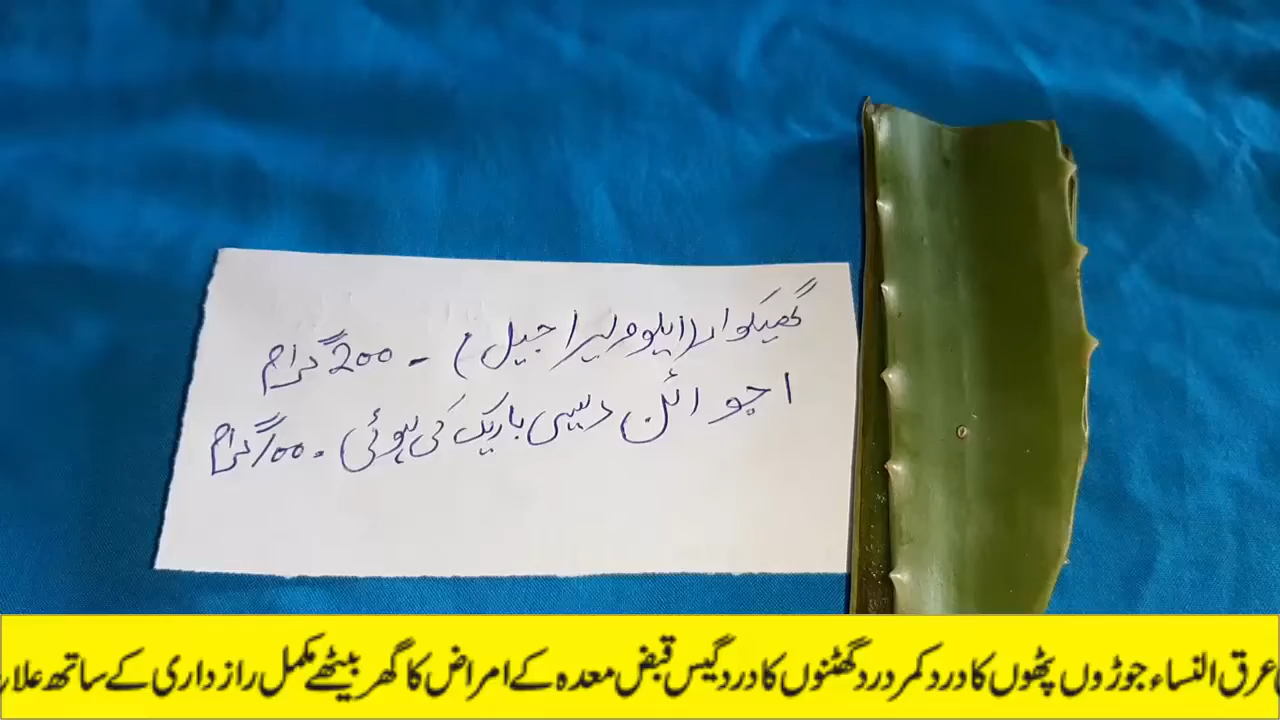 گھیکوار (ایلوویرا جیل) - 200 گرام
اجوائن دیسی باریک کی ہوئی - 100 گرام
عرق النساء جوڑوں پٹھوں کا درد کمر درد گھٹنوں کا درد گیس قبض معدہ کے امراض کا گھر بیٹھے مکمل رازداری کے ساتھ